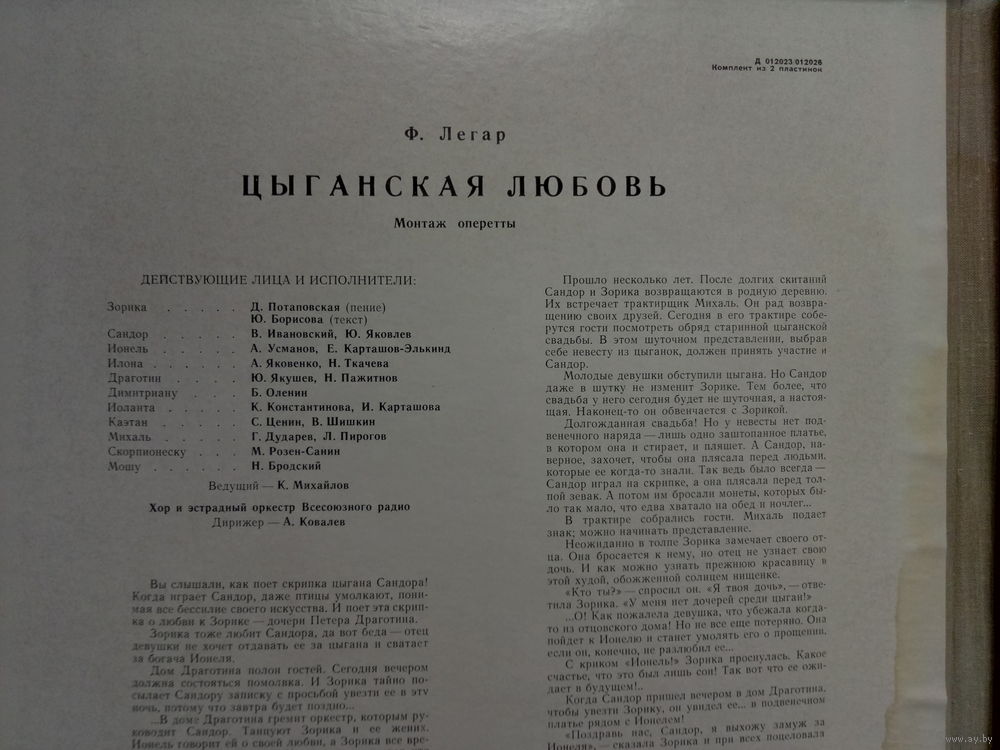 Д 012023 012026
Комплект из 2 пластинок
Ф. Легар
ЦЫГАНСКАЯ ЛЮБОВЬ
Монтаж оперетты
ДЕЙСТВУЮЩИЕ ЛИЦА И ИСПОЛНИТЕЛИ:
Зорика . . . . . Д. Потаповская (пение)
Ю. Борисова (текст)
Сандор . . . . . В. Ивановский, Ю. Яковлев
Ионель . . . . . А. Усманов, Е. Карташов-Элькинд
Илона . . . . . . А. Яковенко, Н. Ткачева
Драготин . . . . Ю. Якушев, Н. Пажитнов
Димитриану . . . Б. Оленин
Иоланта . . . . . К. Константинова, И. Карташова
Каэтан . . . . . С. Ценин, В. Шишкин
Михаль . . . . . Г. Дударев, Л. Пирогов
Скорпионеску . . . М. Розен-Санин
Мошу . . . . . . Н. Бродский
Ведущий — К. Михайлов
Хор и эстрадный оркестр Всесоюзного радио
Дирижер — А. Ковалев
Вы слышали, как поет скрипка цыгана Сандора!
Когда играет Сандор, даже птицы умолкают, пони-
мая все бессилие своего искусства. И поет эта скрип-
ка о любви к Зорике — дочери Петера Драготина.
Зорика тоже любит Сандора, да вот беда — отец
девушки не хочет отдавать ее за цыгана и сватает
за богача Ионеля.
Дом Драготина полон гостей. Сегодня вечером
должна состояться помолвка. И Зорика тайно по-
сылает Сандору записку с просьбой увезти ее в эту
ночь, потому что завтра будет поздно...
...В доме Драготина гремит оркестр, которым ру-
ководит Сандор. Танцуют Зорика и ее жених.
Ионель говорит ей о своей любви, а Зорика все вре-
Прошло несколько лет. После долгих скитаний
Сандор и Зорика возвращаются в родную деревню.
Их встречает трактирщик Михаль. Он рад возвра-
щению своих друзей. Сегодня в его трактире собе-
рутся гости посмотреть обряд старинной цыганской
свадьбы. В этом шуточном представлении, выбрав
себе невесту из цыганок, должен принять участие и
Сандор.
Молодые девушки обступили цыгана. Но Сандор
даже в шутку не изменит Зорике. Тем более, что
свадьба у него сегодня будет не шуточная, а настоя-
щая. Наконец-то он обвенчается с Зорикой.
Долгожданная свадьба! Но у невесты нет под-
венечного наряда — лишь одно заштопанное платье,
в котором она и стирает, и пляшет. А Сандор, на-
верное, захочет, чтобы она плясала перед людьми,
которые ее когда-то знали. Так ведь было всегда —
Сандор играл на скрипке, а она плясала перед тол-
пой зевак. А потом им бросали монеты, которых бы-
ло так мало, что едва хватало на обед и ночлег...
В трактире собрались гости. Михаль подает
знак; можно начинать представление.
Неожиданно в толпе Зорика замечает своего от-
ца. Она бросается к нему, но отец не узнает свою
дочь. И как можно узнать прежнюю красавицу в
этой худой, обожженной солнцем нищенке.
«Кто ты?» — спросил он. «Я твоя дочь», — отве-
тила Зорика. «У меня нет дочерей среди цыган!»
...О! Как пожалела девушка, что убежала когда-
то из отцовского дома! Но не все еще потеряно. Она
пойдет к Ионелю и станет умолять его о прощении,
если он, конечно, не разлюбил ее...
С криком «Ионель!» Зорика проснулась. Какое
счастье, что это был лишь сон! Так вот что ее ожи-
дает в будущем!..
Когда Сандор пришел вечером в дом Драготина,
чтобы увезти Зорику, он увидел ее... в подвенечном
платье рядом с Ионелем!
«Поздравь нас, Сандор, я выхожу замуж за
Ионеля», — сказала Зорика и при всех поцеловала
www.ay.by